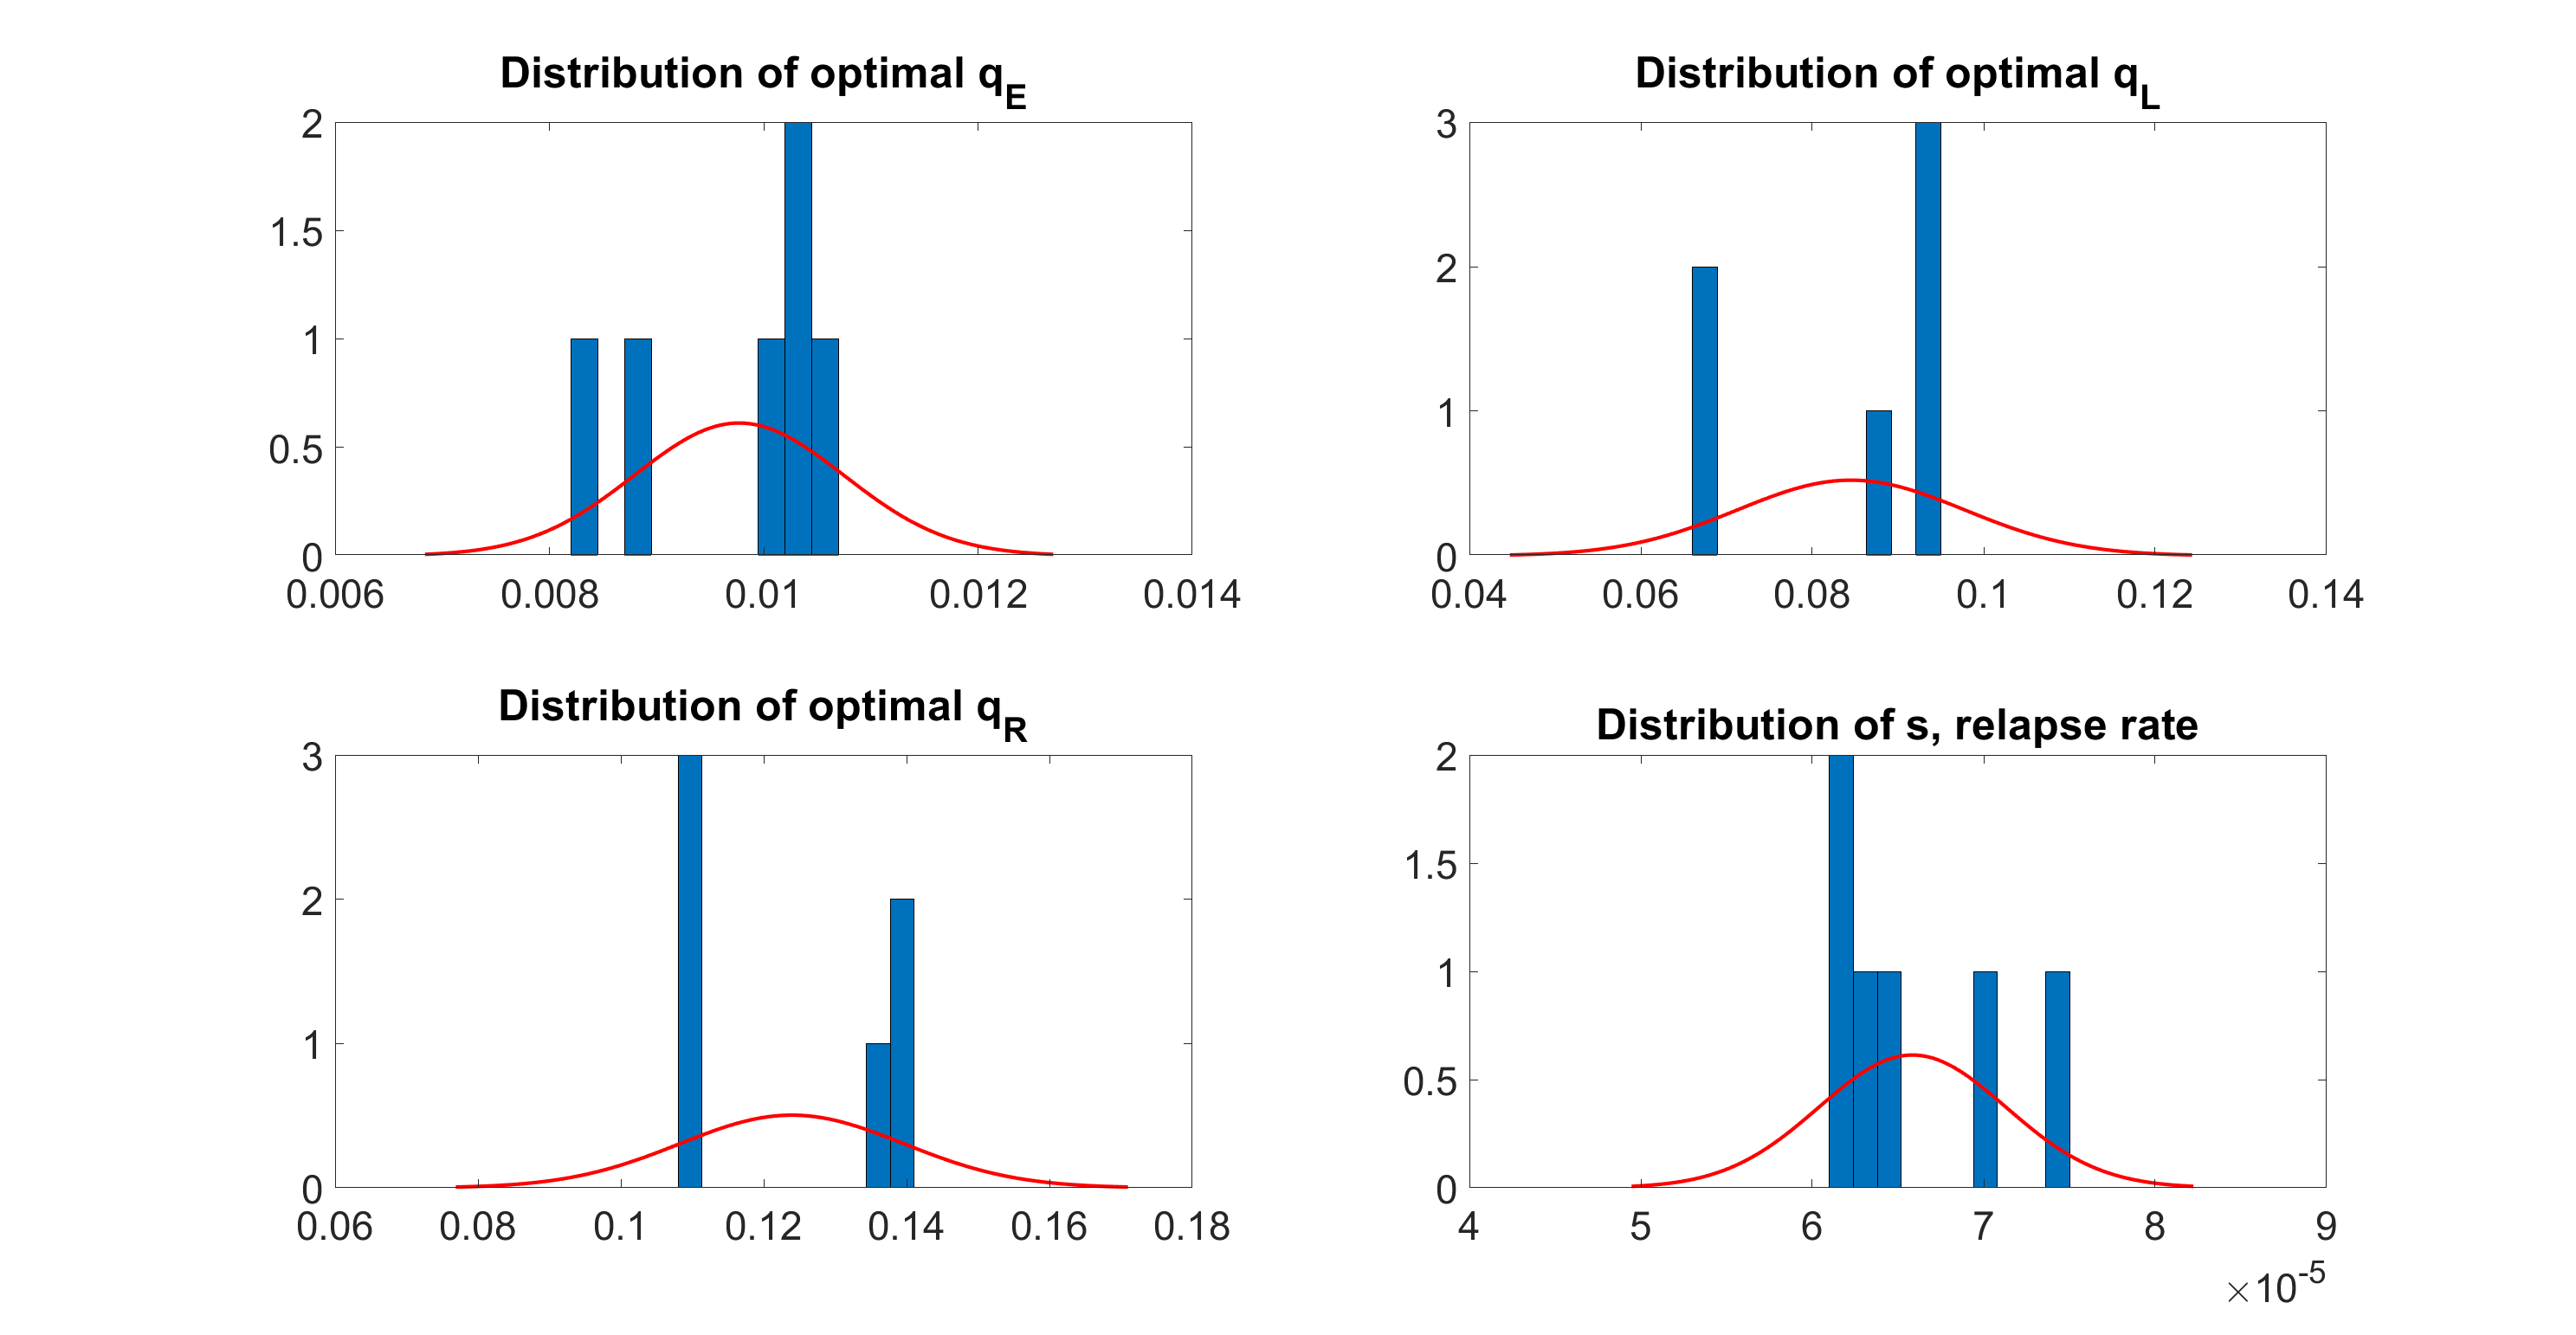 Distribution of optimal q_E
2
1.5
1
0.5
0
0.006 0.008 0.01 0.012 0.014
Distribution of optimal q_L
3
2
1
0
0.04 0.06 0.08 0.1 0.12 0.14
Distribution of optimal q_R
3
2
1
0
0.06 0.08 0.1 0.12 0.14 0.16 0.18
Distribution of s, relapse rate
2
1.5
1
0.5
0
4 5 6 7 8 9
×10^-5